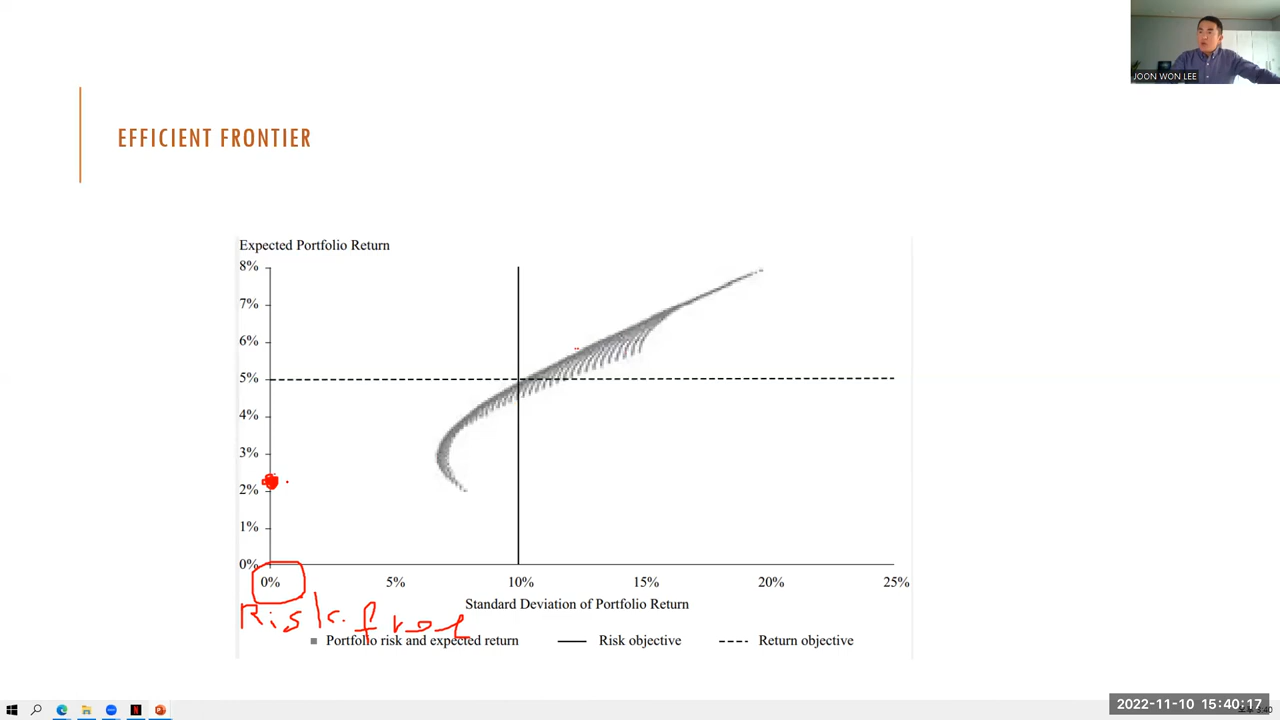 JOON WON LEE
EFFICIENT FRONTIER
Expected Portfolio Return
8%
7%
6%
5%
4%
3%
2%
1%
0%
0% 5% 10% 15% 20% 25%
Standard Deviation of Portfolio Return
Risk free
Portfolio risk and expected return Risk objective Return objective
2022-11-10 15:40:17